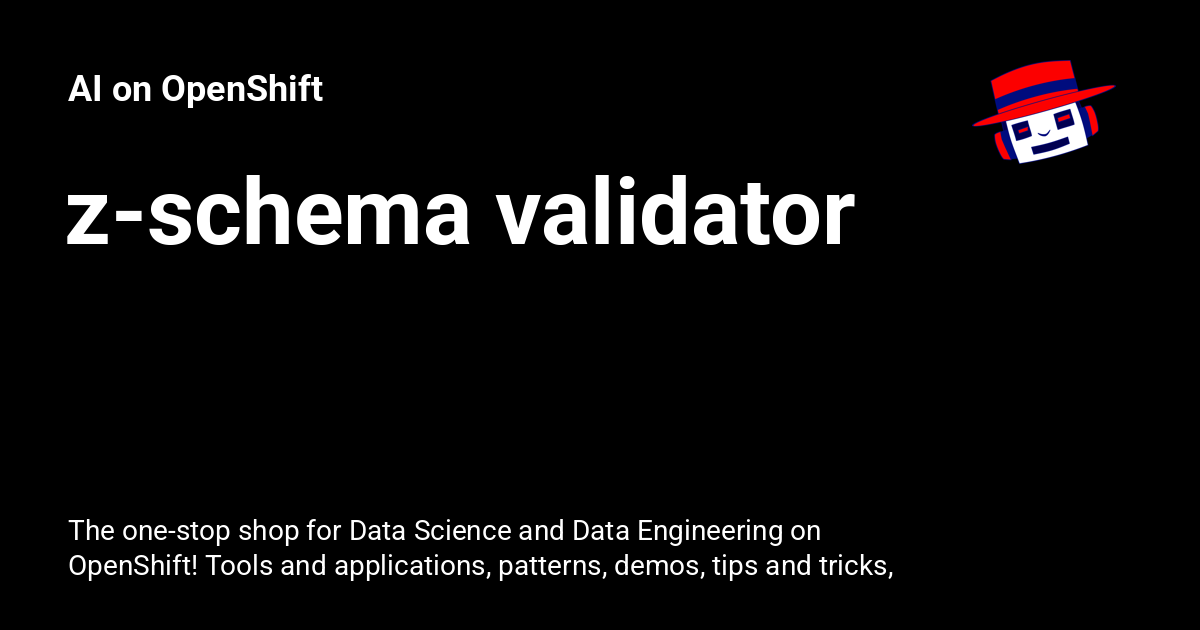 AI on OpenShift
z-schema validator
The one-stop shop for Data Science and Data Engineering on
OpenShift! Tools and applications, patterns, demos, tips and tricks,